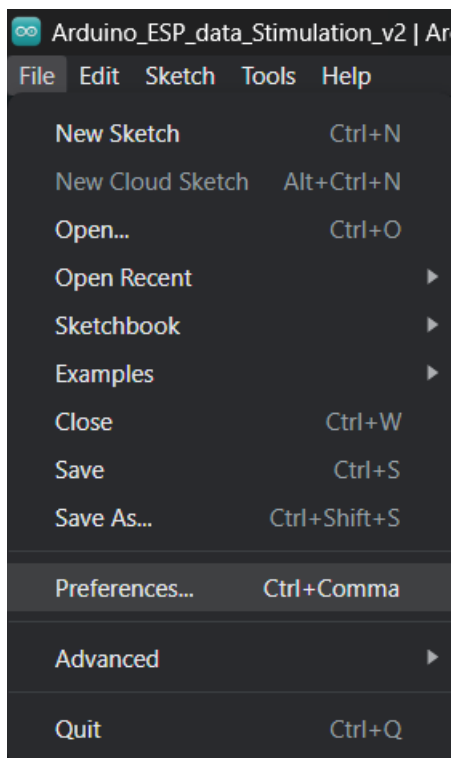 Arduino_ESP_data_Stimulation_v2 | Ar
File Edit Sketch Tools Help
New Sketch Ctrl+N
New Cloud Sketch Alt+Ctrl+N
Open... Ctrl+O
Open Recent
Sketchbook
Examples
Close Ctrl+W
Save Ctrl+S
Save As... Ctrl+Shift+S
Preferences... Ctrl+Comma
Advanced
Quit Ctrl+Q